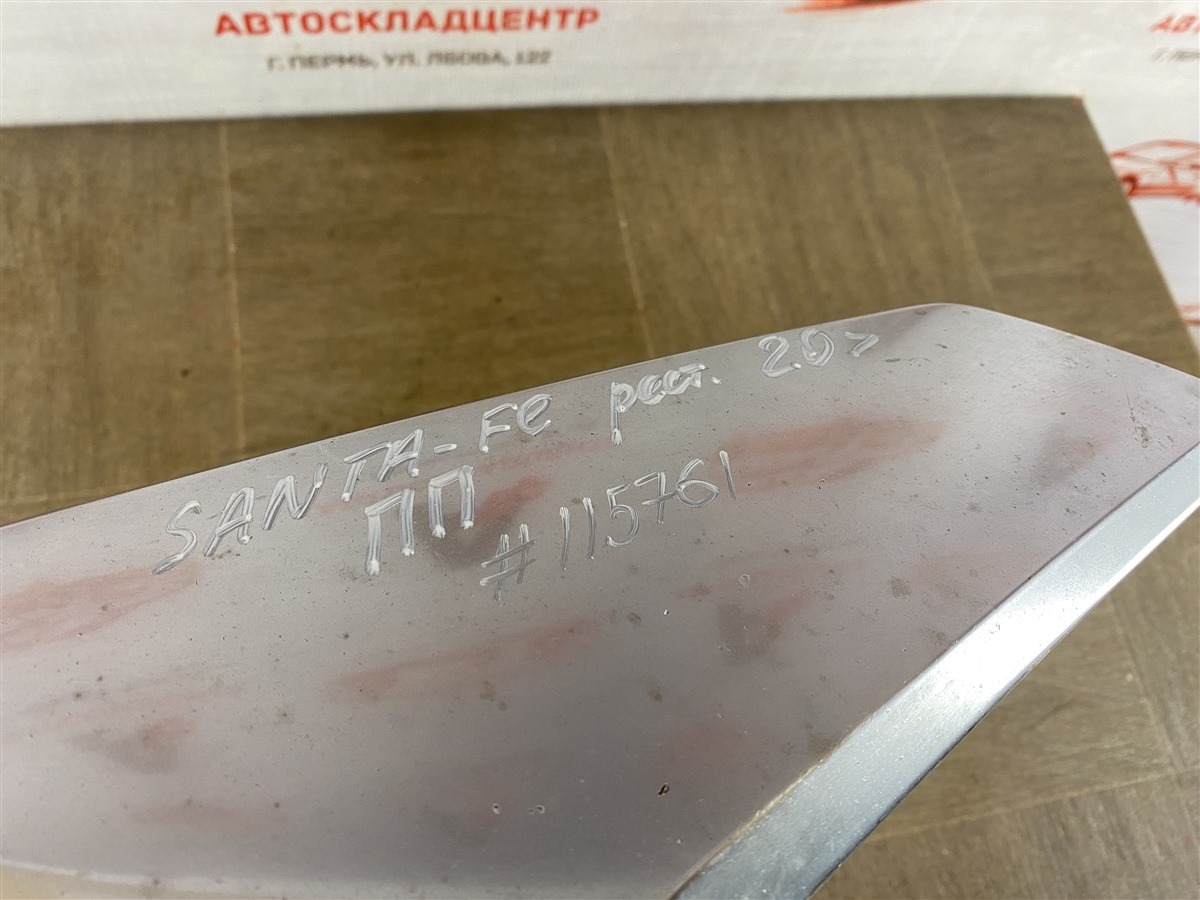 АВТОСКЛАДЦЕНТР
Г. ПЕРМЬ, УЛ. ЛЬВОВА, 122
SANTA-Fe рест. 20>
ПП
#115761